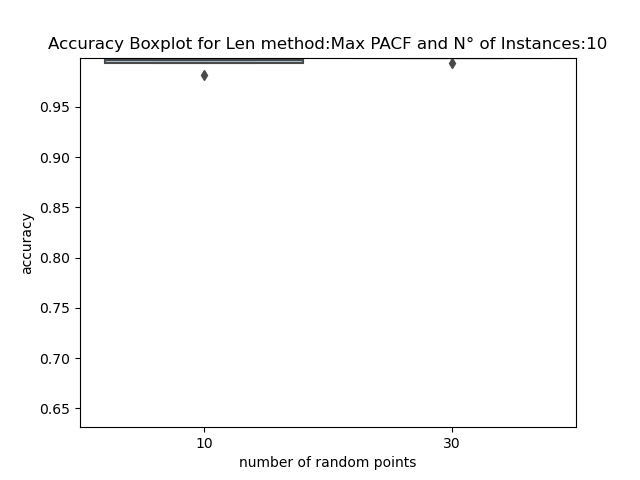 Accuracy Boxplot for Len method:Max PACF and N° of Instances:10
0.95
0.90
0.85
0.80
0.75
0.70
0.65
accuracy
10 30
number of random points